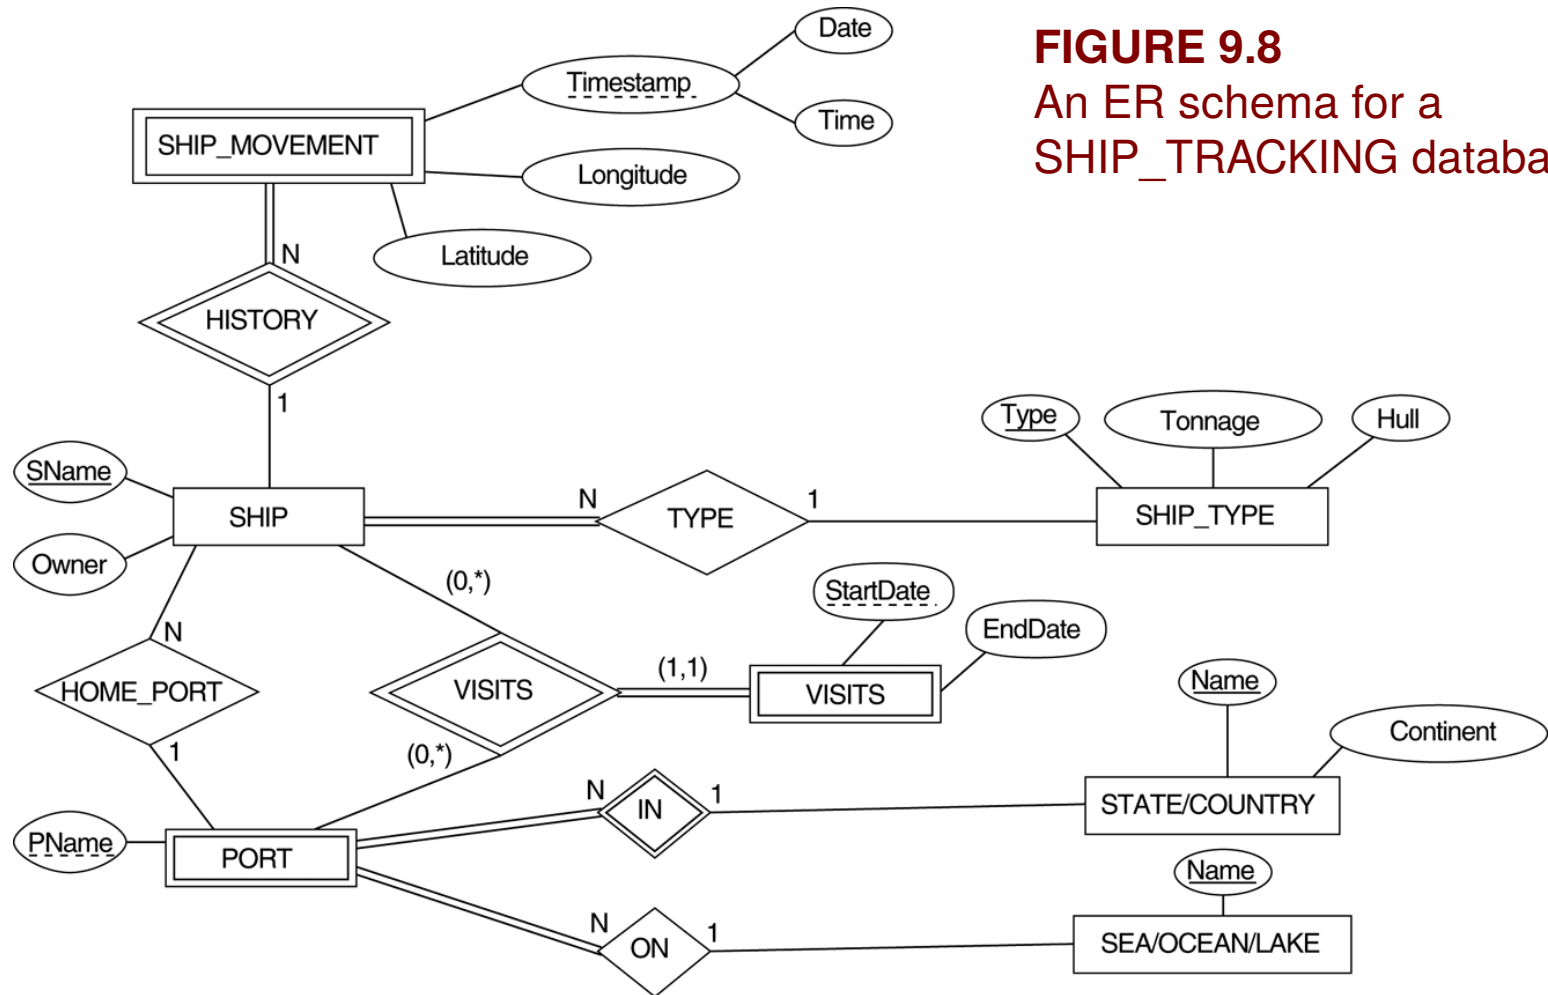 FIGURE 9.8
An ER schema for a
SHIP_TRACKING databa
Date
Timestamp
Time
SHIP_MOVEMENT
Longitude
Latitude
N
HISTORY
1
Type
Tonnage
Hull
SName
SHIP
N
TYPE
1
SHIP_TYPE
Owner
(0,*)
StartDate
EndDate
N
HOME_PORT
1
VISITS
(1,1)
VISITS
(0,*)
Name
Continent
N
IN
1
STATE/COUNTRY
PName
PORT
Name
N
ON
1
SEA/OCEAN/LAKE